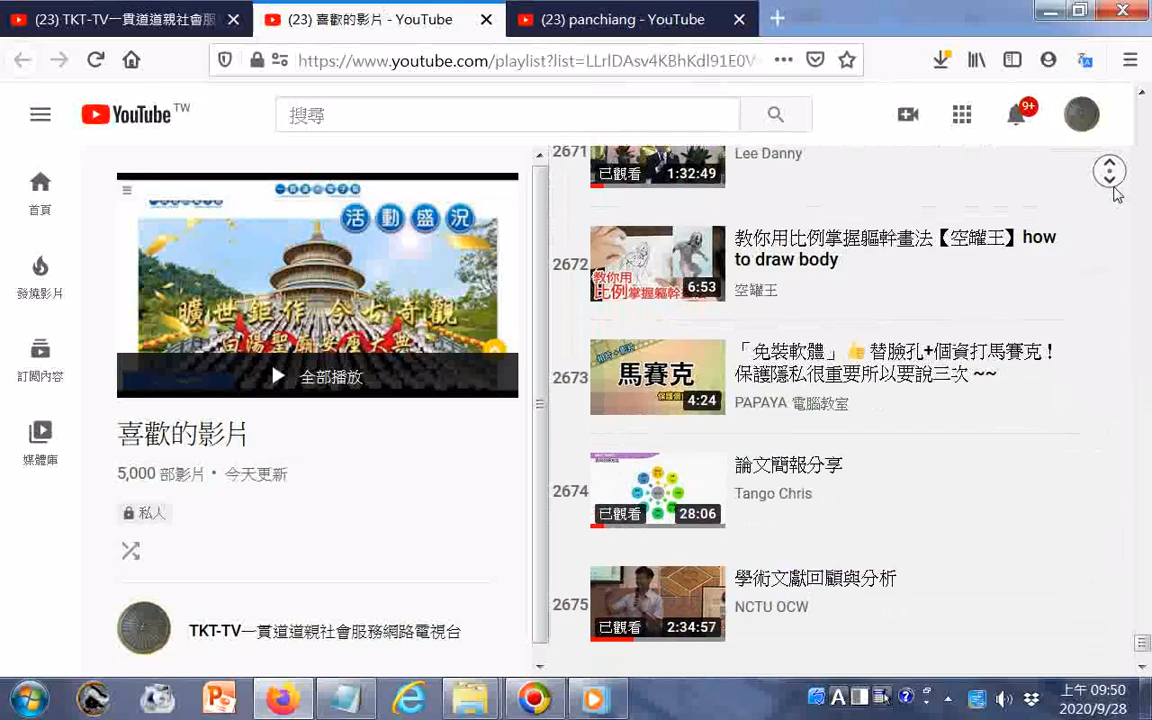 (23) TKT-TV一貫道道親社會服
(23) 喜歡的影片 - YouTube
(23) panchiang - YouTube
https://www.youtube.com/playlist?list=LLrlDAsv4KBhKdl91E0V
YouTube TW
搜尋
9+
首頁
發燒影片
訂閱內容
媒體庫
活動盛況
曠世鉅作 今古奇觀
全部播放
喜歡的影片
5,000 部影片・今天更新
私人
TKT-TV一貫道道親社會服務網路電視台
2671
已觀看
1:32:49
Lee Danny
2672
教你用
比例掌握軀幹畫法
6:53
教你用比例掌握軀幹畫法【空罐王】how
to draw body
空罐王
2673
馬賽克
4:24
「免裝軟體」👍替臉孔+個資打馬賽克！
保護隱私很重要所以要說三次 ~~
PAPAYA 電腦教室
2674
已觀看
28:06
論文簡報分享
Tango Chris
2675
已觀看
2:34:57
學術文獻回顧與分析
NCTU OCW
A
上午 09:50
2020/9/28